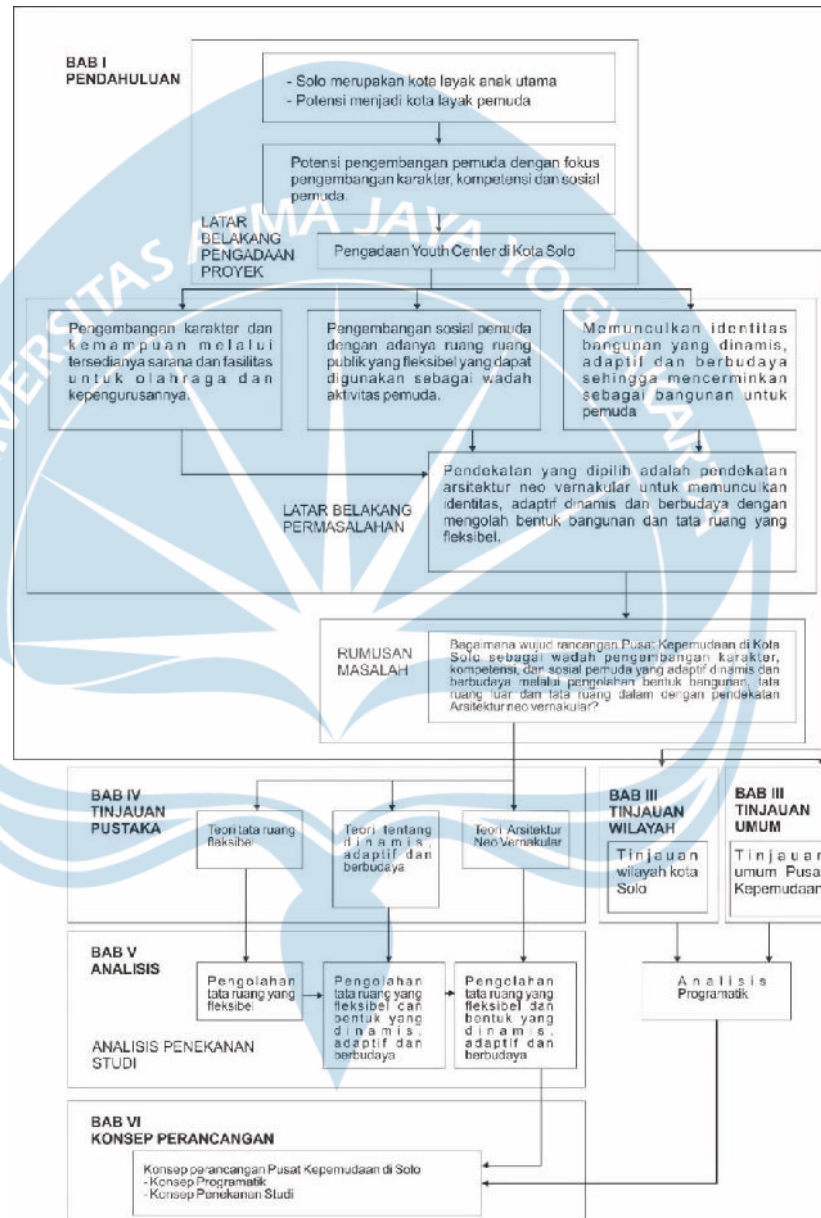 BAB I
PENDAHULUAN
- Solo merupakan kota layak anak utama
- Potensi menjadi kota layak pemuda
Potensi pengembangan pemuda dengan fokus
pengembangan karakter, kompetensi dan sosial
pemuda.
LATAR
BELAKANG
PENGADAAN
PROYEK
Pengadaan Youth Center di Kota Solo
Pengembangan karakter dan
kemampuan melalui
tersedianya sarana dan fasilitas
untuk olahraga dan
kepengurusannya.
Pengembangan sosial pemuda
dengan adanya ruang ruang
publik yang fleksibel yang dapat
digunakan sebagai wadah
aktivitas pemuda.
Memunculkan identitas
bangunan yang dinamis,
adaptif dan berbudaya
sehingga mencerminkan
sebagai bangunan untuk
pemuda
LATAR BELAKANG
PERMASALAHAN
Pendekatan yang dipilih adalah pendekatan
arsitektur neo vernakular untuk memunculkan
identitas, adaptif dinamis dan berbudaya dengan
mengolah bentuk bangunan dan tata ruang yang
fleksibel.
RUMUSAN
MASALAH
Bagaimana wujud rancangan Pusat Kepemudaan di Kota
Solo sebagai wadah pengembangan karakter,
kompetensi, dan sosial pemuda yang adaptif dinamis dan
berbudaya melalui pengolahan bentuk bangunan, tata
ruang luar dan tata ruang dalam dengan pendekatan
Arsitektur neo vernakular?
BAB IV
TINJAUAN
PUSTAKA
Teori tata ruang
fleksibel
Teori tentang
dinamis,
adaptif dan
berbudaya
Teori Arsitektur
Neo Vernakular
BAB III
TINJAUAN
WILAYAH
Tinjauan
wilayah kota
Solo
BAB III
TINJAUAN
UMUM
Tinjauan
umum Pusa
Kepemudaan
BAB V
ANALISIS
Pengolahan
tata ruang yang
fleksibel
Pengolahan
tata ruang yang
fleksibel dan
bentuk yang
dinamis,
adaptif dan
berbudaya
Pengolahan
tata ruang yang
fleksibel dan
bentuk yang
dinamis,
adaptif dan
berbudaya
ANALISIS PENEKANAN
STUDI
Analisis
Programatik
BAB VI
KONSEP PERANCANGAN
Konsep perancangan Pusat Kepemudaan di Solo
- Konsep Programatik
- Konsep Penekanan Studi
UNIVERSITAS ATMA JAYA YOGYAKARTA